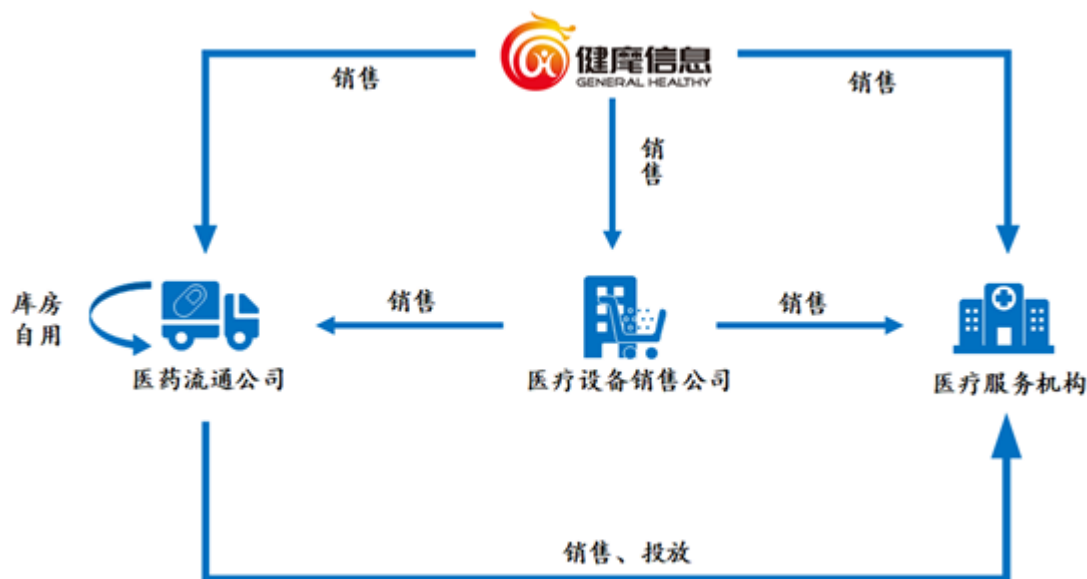 健麾信息
GENERAL HEALTHY
销售
销售
销售
库房
自用
销售
销售
医药流通公司
医疗设备销售公司
医疗服务机构
销售、投放